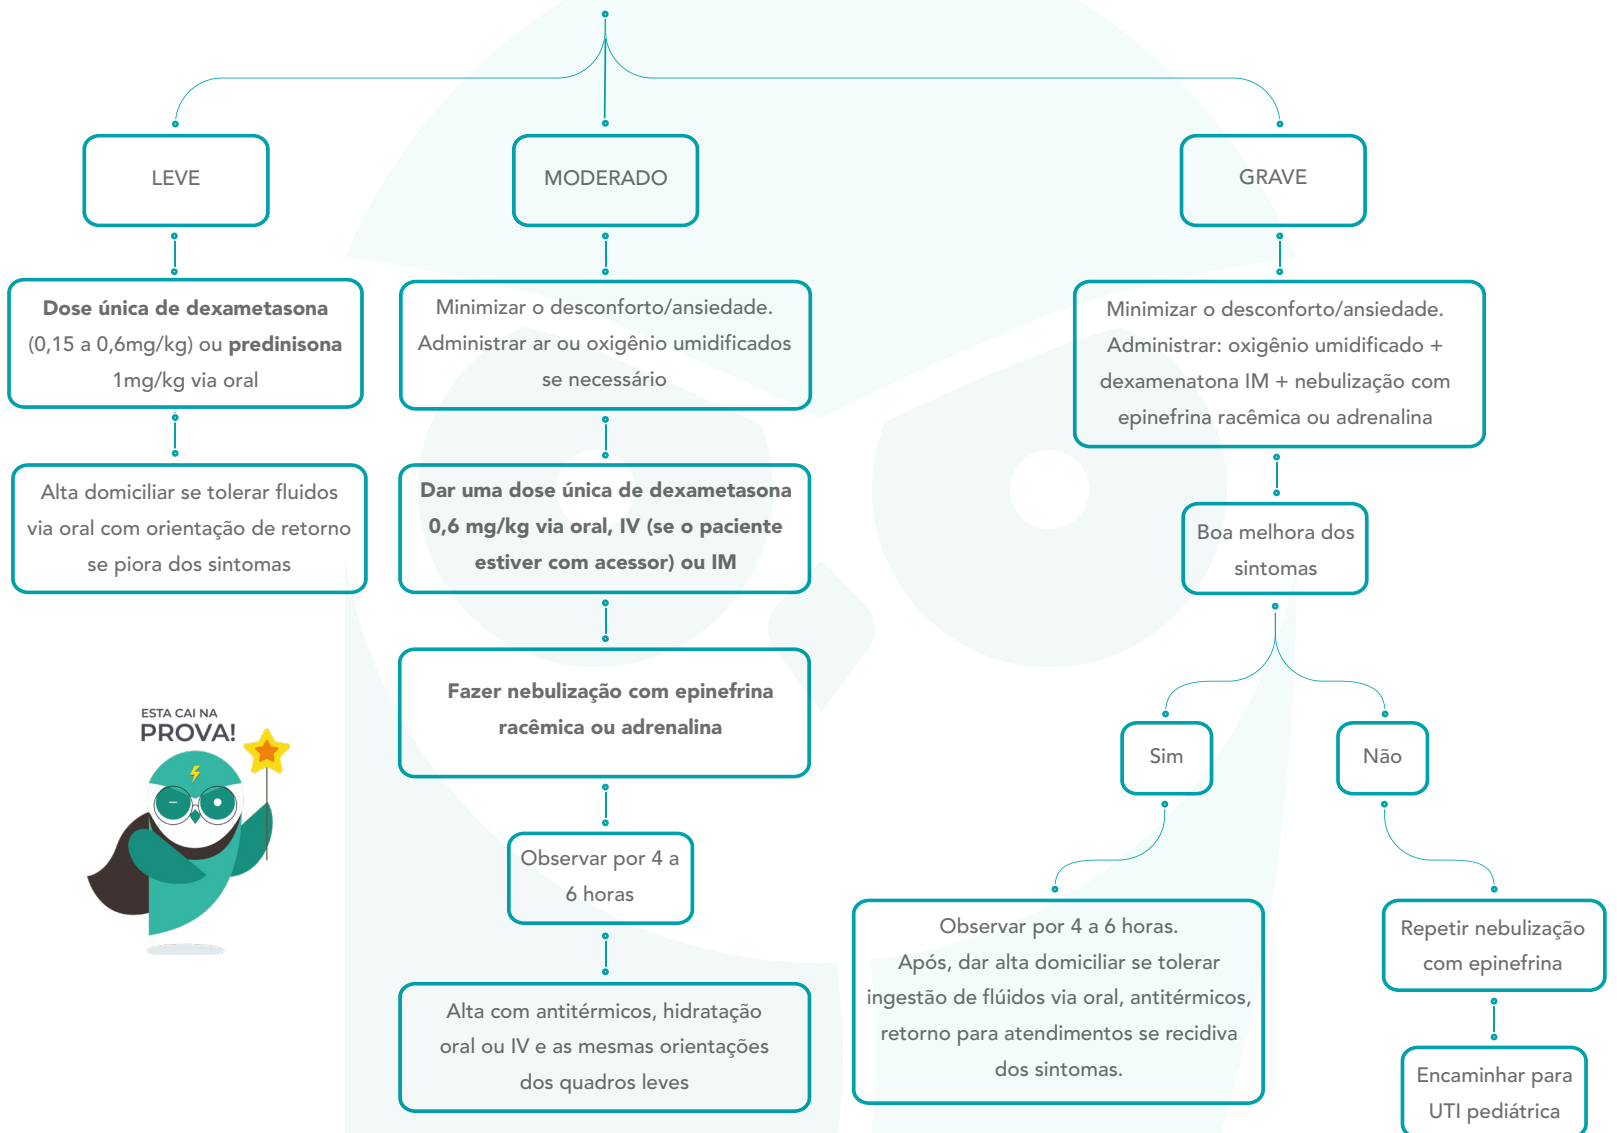 LEVE
MODERADO
GRAVE
Dose única de dexametasona
(0,15 a 0,6mg/kg) ou predinisona
1mg/kg via oral
Minimizar o desconforto/ansiedade.
Administrar ar ou oxigênio umidificados
se necessário
Minimizar o desconforto/ansiedade.
Administrar: oxigênio umidificado +
dexamenatona IM + nebulização com
epinefrina racêmica ou adrenalina
Alta domiciliar se tolerar fluidos
via oral com orientação de retorno
se piora dos sintomas
Dar uma dose única de dexametasona
0,6 mg/kg via oral, IV (se o paciente
estiver com acessor) ou IM
Boa melhora dos
sintomas
Fazer nebulização com epinefrina
racêmica ou adrenalina
ESTA CAI NA
PROVA!
Sim
Não
Observar por 4 a
6 horas
Observar por 4 a 6 horas.
Após, dar alta domiciliar se tolerar
ingestão de flúidos via oral, antitérmicos,
retorno para atendimentos se recidiva
dos sintomas.
Repetir nebulização
com epinefrina
Alta com antitérmicos, hidratação
oral ou IV e as mesmas orientações
dos quadros leves
Encaminhar para
UTI pediátrica